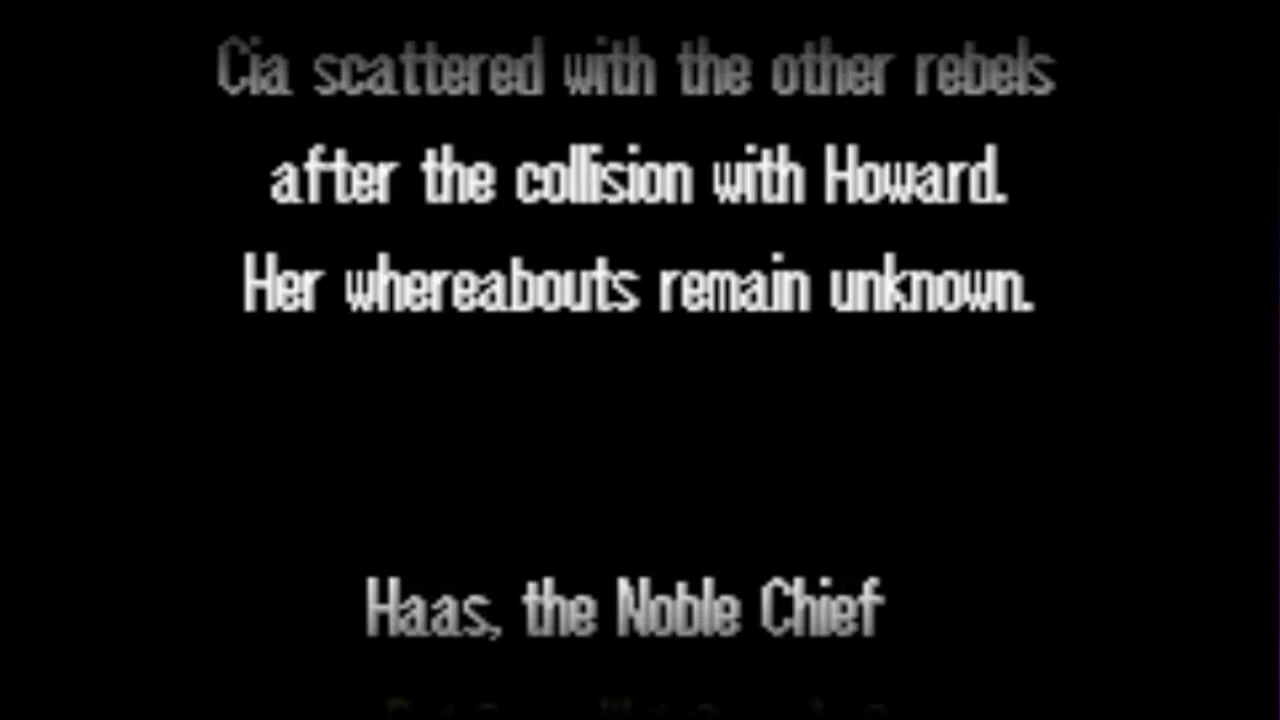 Cia scattered with the other rebels
after the collision with Howard.
Her whereabouts remain unknown.
Haas, the Noble Chief